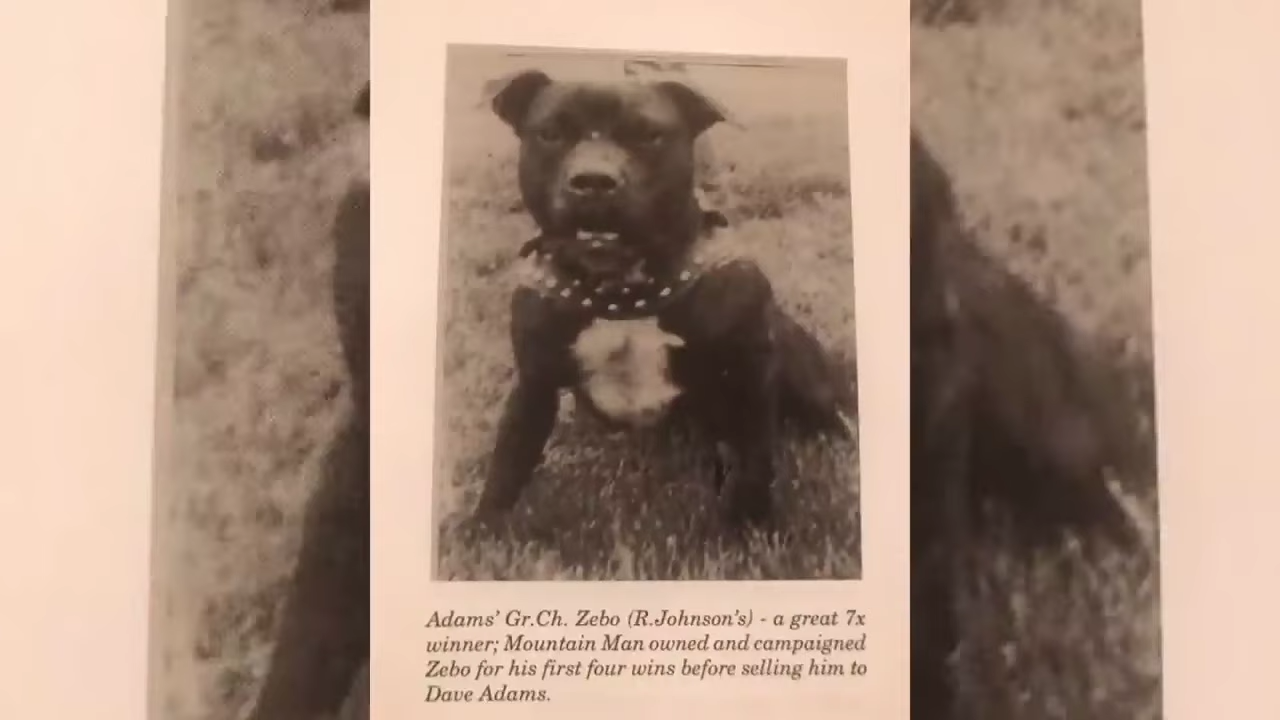 Adams' Gr.Ch. Zebo (R.Johnson's) - a great 7x
winner; Mountain Man owned and campaigned
Zebo for his first four wins before selling him to
Dave Adams.